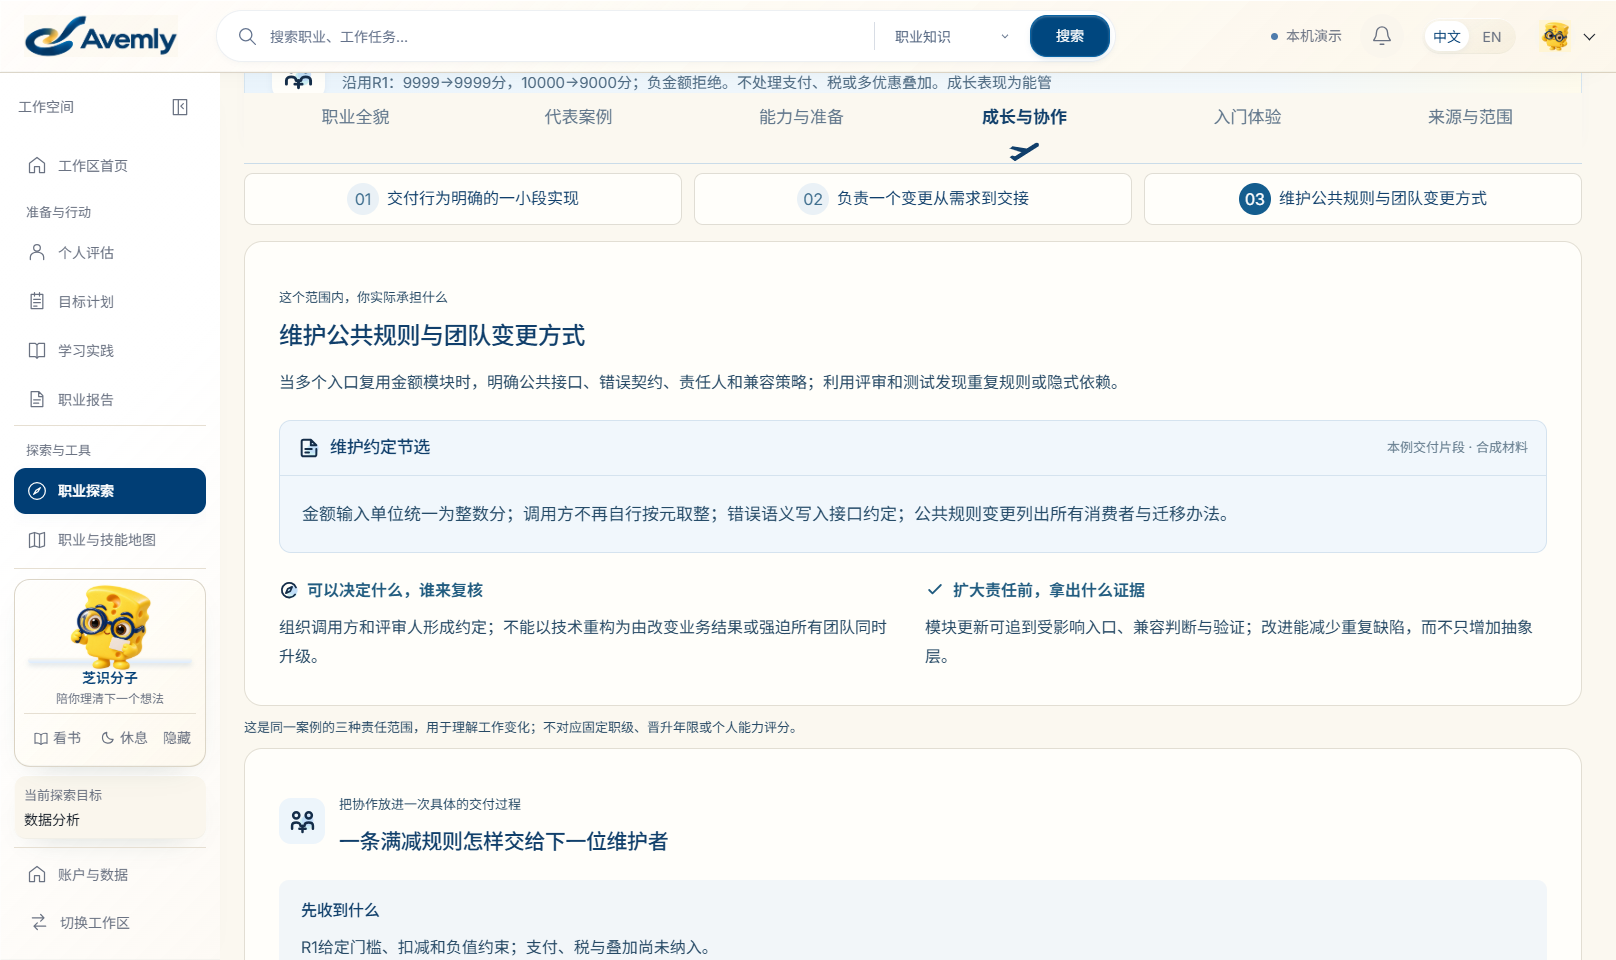 Avemly
搜索职业、工作任务...
职业知识
搜索
本机演示
中文
EN
工作空间
工作区首页
准备与行动
个人评估
目标计划
学习实践
职业报告
探索与工具
职业探索
职业与技能地图
芝识分子
陪你理清下一个想法
看书
休息
隐藏
当前探索目标
数据分析
账户与数据
切换工作区
沿用R1：9999→9999分，10000→9000分；负金额拒绝。不处理支付、税或多优惠叠加。成长表现为能管
职业全貌
代表案例
能力与准备
成长与协作
入门体验
来源与范围
01 交付行为明确的一小段实现
02 负责一个变更从需求到交接
03 维护公共规则与团队变更方式
这个范围内，你实际承担什么
维护公共规则与团队变更方式
当多个入口复用金额模块时，明确公共接口、错误契约、责任人和兼容策略；利用评审和测试发现重复规则或隐式依赖。
维护约定节选
本例交付片段 · 合成材料
金额输入单位统一为整数分；调用方不再自行按元取整；错误语义写入接口约定；公共规则变更列出所有消费者与迁移办法。
可以决定什么，谁来复核
组织调用方和评审人形成约定；不能以技术重构为由改变业务结果或强迫所有团队同时
升级。
扩大责任前，拿出什么证据
模块更新可追到受影响入口、兼容判断与验证；改进能减少重复缺陷，而不只增加抽象
层。
这是同一案例的三种责任范围，用于理解工作变化；不对应固定职级、晋升年限或个人能力评分。
把协作放进一次具体的交付过程
一条满减规则怎样交给下一位维护者
先收到什么
R1给定门槛、扣减和负值约束；支付、税与叠加尚未纳入。